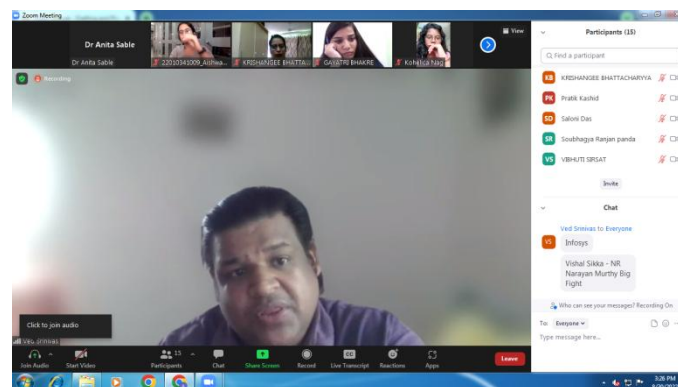 Zoom Meeting
Dr Anita Sable
Dr Anita Sable
22010341009_Aishwa...
KRISHANGEE BHATTA...
GAYATRI BHAKRE
Kohelica Nag
View
Recording
Click to join audio
Ved Srinivas
Join Audio
Start Video
15
Participants
Chat
Share Screen
Record
Live Transcript
Reactions
Apps
Leave
Participants (15)
Find a participant
KB KRISHANGEE BHATTACHARYYA
PK Pratik Kashid
SD Saloni Das
SR Soubhagya Ranjan panda
VS VIBHUTI SIRSAT
Invite
Chat
Ved Srinivas to Everyone
VS Infosys
Vishal Sikka - NR
Narayan Murthy Big
Fight
Who can see your messages? Recording On
To: Everyone
Type message here...
3:26 PM